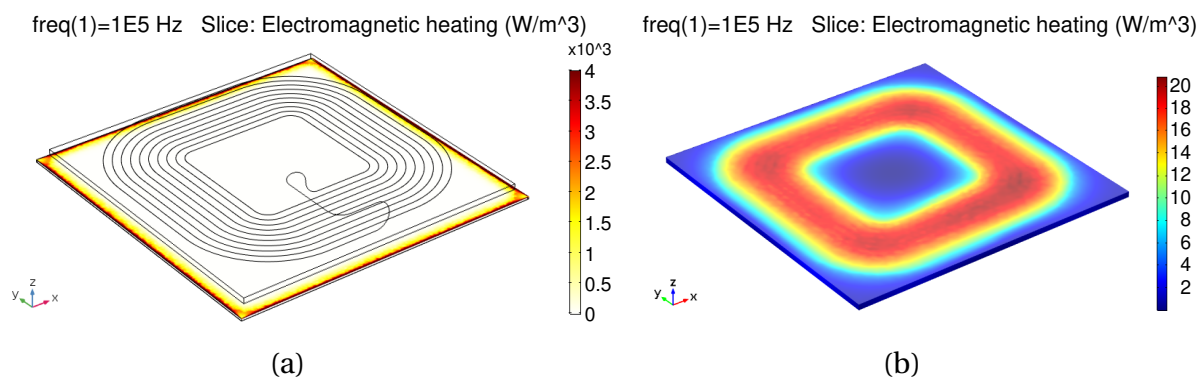 freq(1)=1E5 Hz Slice: Electromagnetic heating (W/m^3)
x10^3
4
3.5
3
2.5
2
1.5
1
0.5
0
y z x
(a)
freq(1)=1E5 Hz Slice: Electromagnetic heating (W/m^3)
20
18
16
14
12
10
8
6
4
2
y z x
(b)